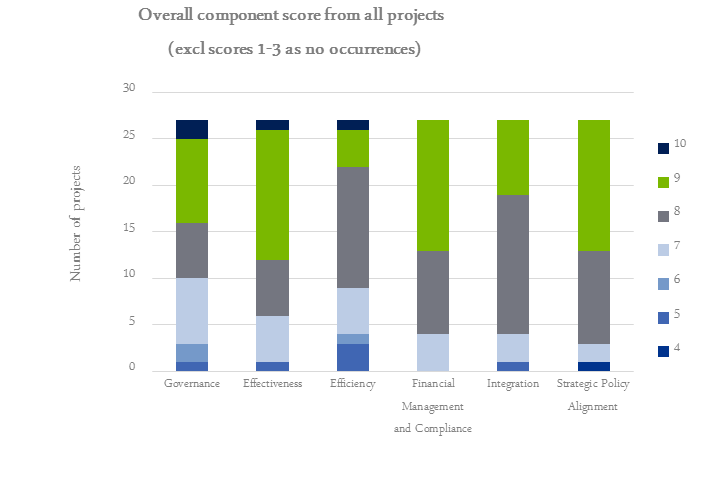 Overall component score from all projects
(excl scores 1-3 as no occurrences)
30
25
20
15
10
5
0
Number of projects
Governance
Effectiveness
Efficiency
Financial
Management
and Compliance
Integration
Strategic Policy
Alignment
10
9
8
7
6
5
4